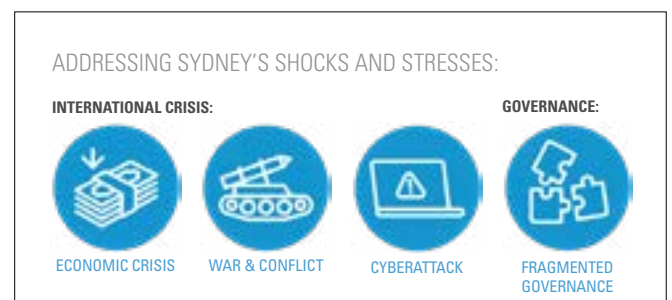 ADDRESSING SYDNEY'S SHOCKS AND STRESSES:
INTERNATIONAL CRISIS:
GOVERNANCE:
ECONOMIC CRISIS
WAR & CONFLICT
CYBERATTACK
FRAGMENTED
GOVERNANCE